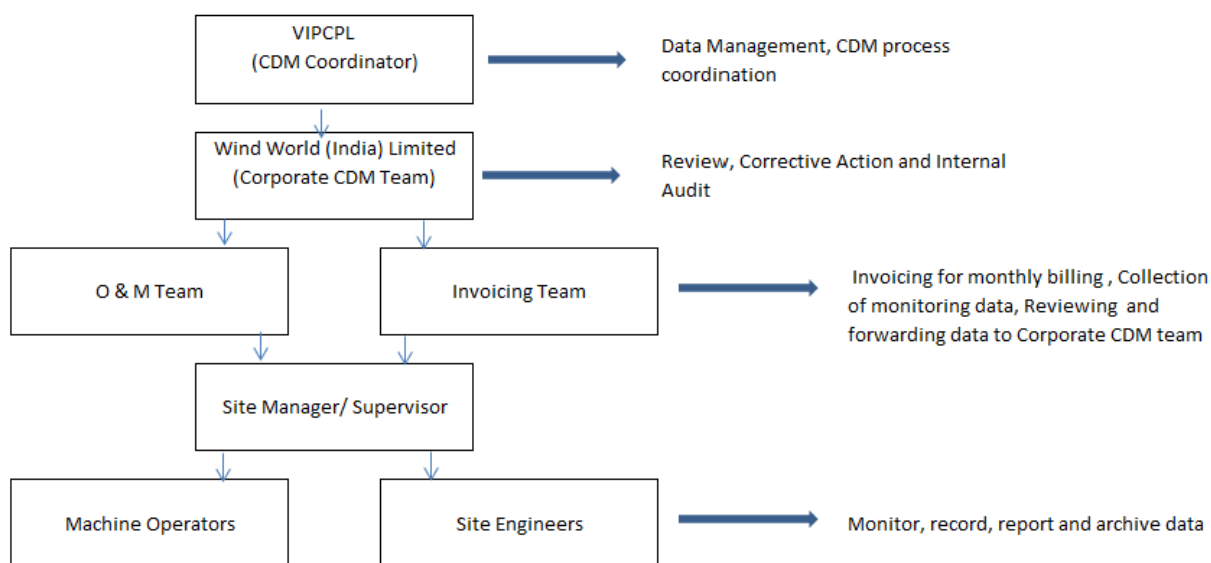 VIPCPL
(CDM Coordinator)
Data Management, CDM process
coordination
Wind World (India) Limited
(Corporate CDM Team)
Review, Corrective Action and Internal
Audit
O & M Team
Invoicing Team
Invoicing for monthly billing , Collection
of monitoring data, Reviewing and
forwarding data to Corporate CDM team
Site Manager/ Supervisor
Machine Operators
Site Engineers
Monitor, record, report and archive data